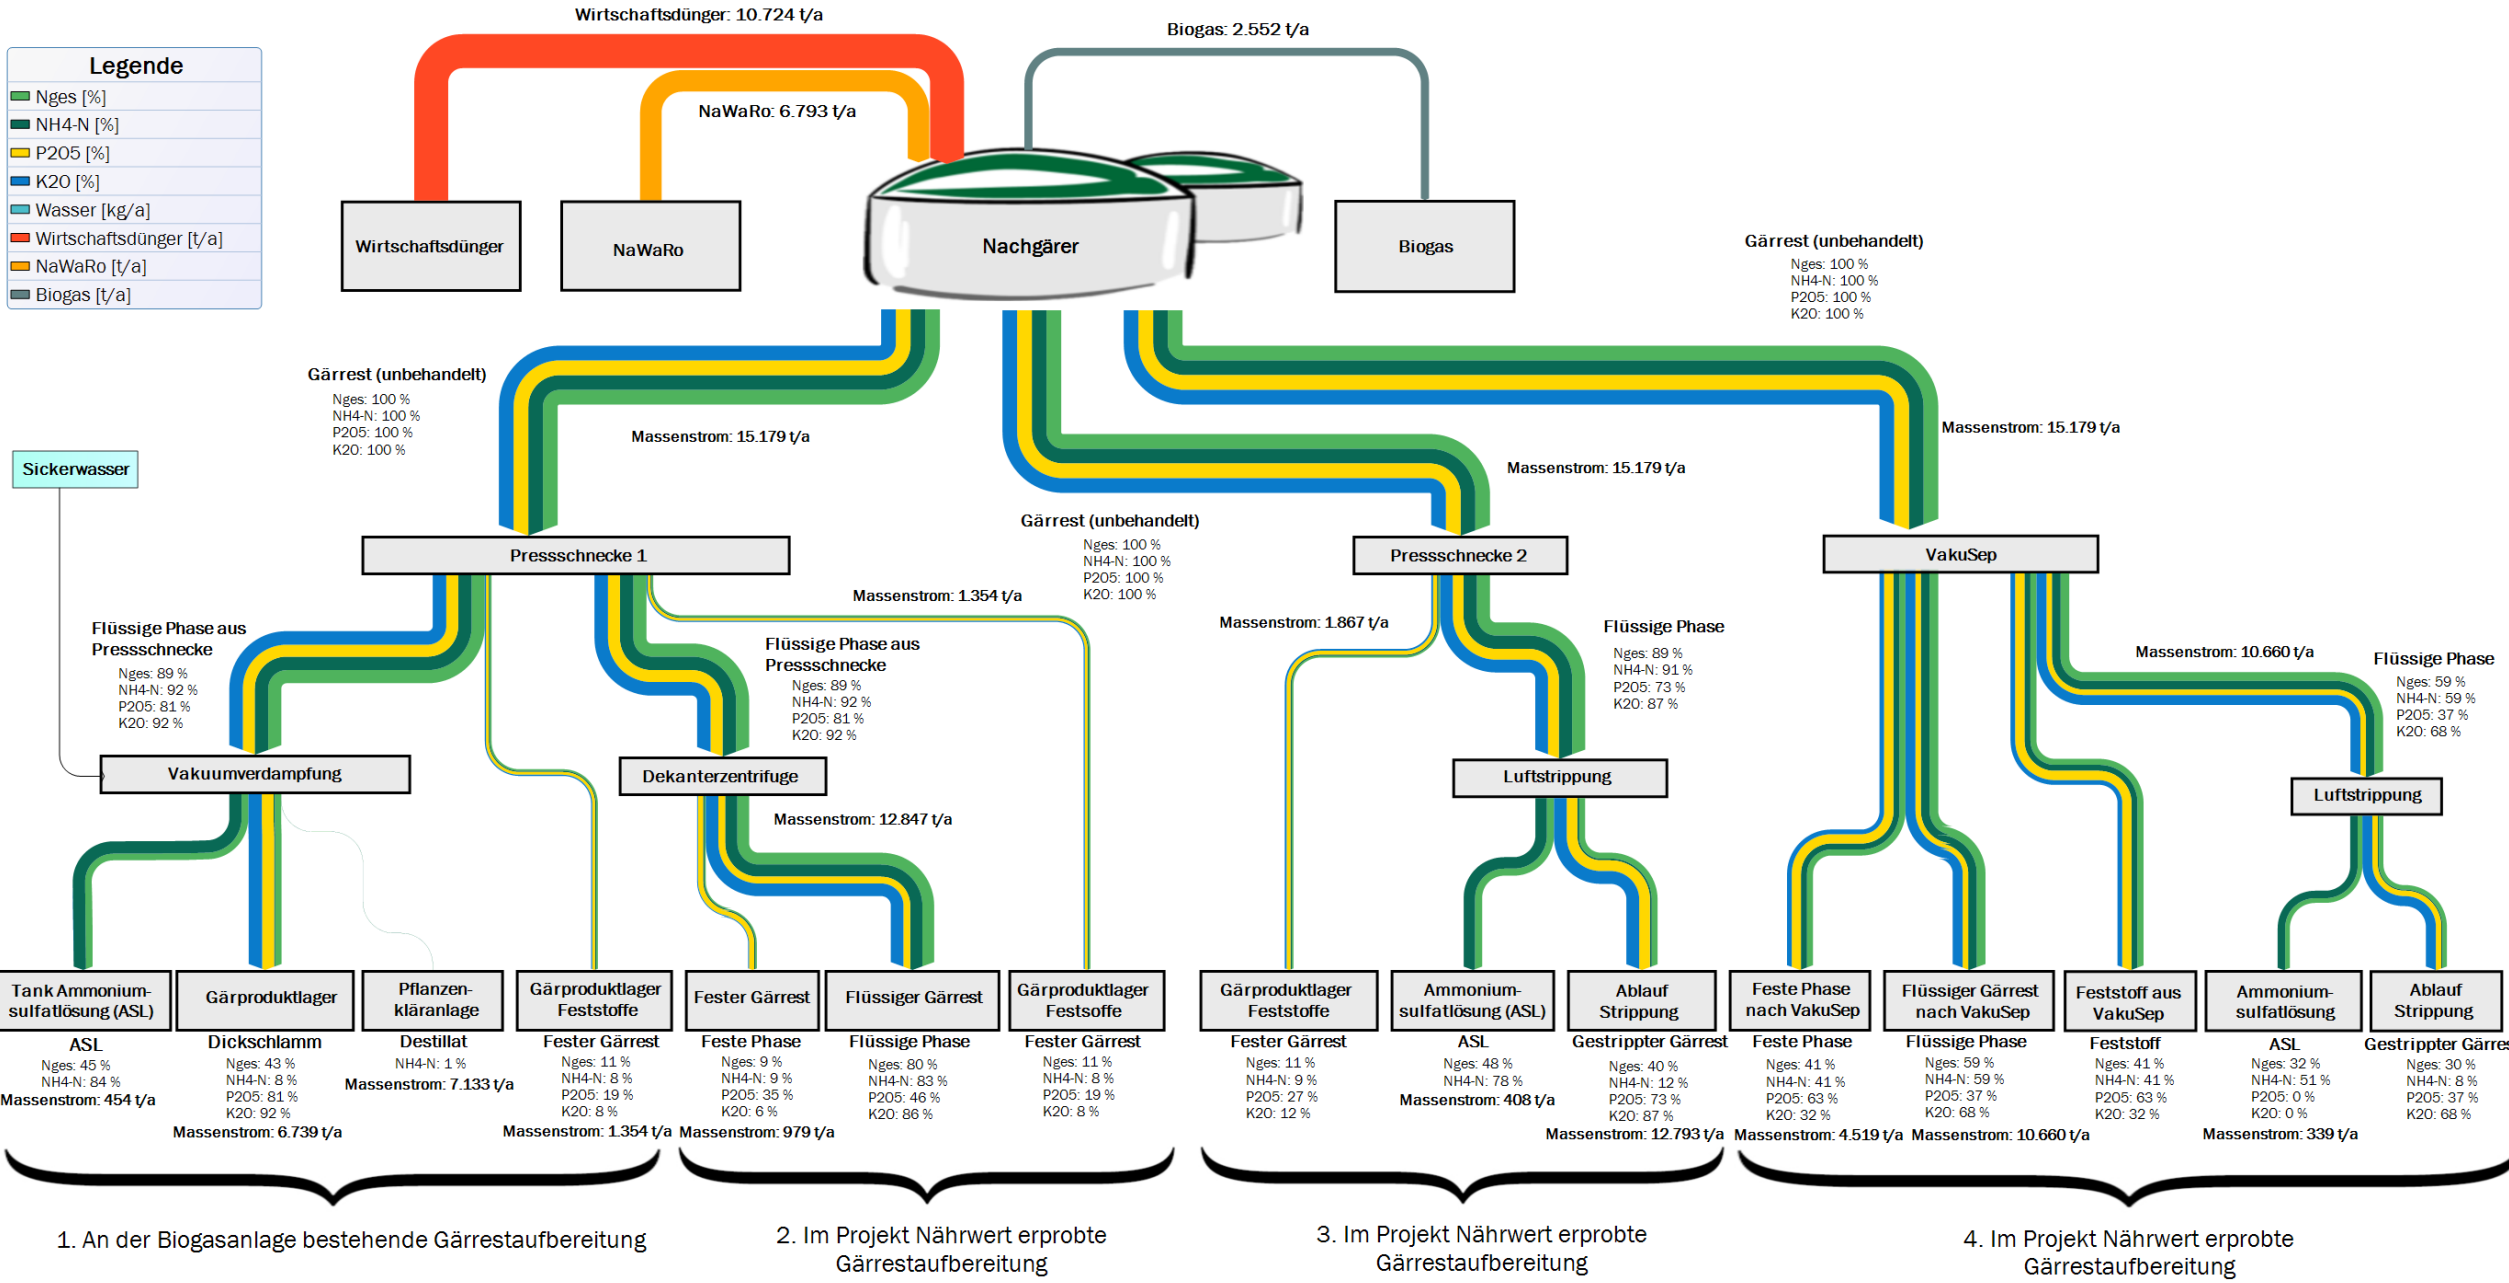 Wirtschaftsdünger: 10.724 t/a
Biogas: 2.552 t/a
Legende
Nges [%]
NH4-N [%]
P2O5 [%]
K2O [%]
Wasser [kg/a]
Wirtschaftsdünger [t/a]
NaWaRo [t/a]
Biogas [t/a]
NaWaRo: 6.793 t/a
Wirtschaftsdünger
NaWaRo
Nachgärer
Biogas
Gärrest (unbehandelt)
Nges: 100 %
NH4-N: 100 %
P2O5: 100 %
K2O: 100 %
Gärrest (unbehandelt)
Nges: 100 %
NH4-N: 100 %
P2O5: 100 %
K2O: 100 %
Massenstrom: 15.179 t/a
Massenstrom: 15.179 t/a
Massenstrom: 15.179 t/a
Sickerwasser
Gärrest (unbehandelt)
Nges: 100 %
NH4-N: 100 %
P2O5: 100 %
K2O: 100 %
Pressschnecke 1
Pressschnecke 2
VakuSep
Massenstrom: 1.354 t/a
Massenstrom: 1.867 t/a
Flüssige Phase aus
Pressschnecke
Nges: 89 %
NH4-N: 92 %
P2O5: 81 %
K2O: 92 %
Flüssige Phase aus
Pressschnecke
Nges: 89 %
NH4-N: 92 %
P2O5: 81 %
K2O: 92 %
Flüssige Phase
Nges: 89 %
NH4-N: 91 %
P2O5: 73 %
K2O: 87 %
Massenstrom: 10.660 t/a
Flüssige Phase
Nges: 59 %
NH4-N: 59 %
P2O5: 37 %
K2O: 68 %
Vakuumverdampfung
Dekanterzentrifuge
Luftstrippung
Luftstrippung
Massenstrom: 12.847 t/a
Tank Ammonium-
sulfatlösung (ASL)
Gärproduktlager
Pflanzen-
kläranlage
Gärproduktlager
Feststoffe
Fester Gärrest
Flüssiger Gärrest
Gärproduktlager
Festsoffe
Gärproduktlager
Feststoffe
Ammonium-
sulfatlösung (ASL)
Ablauf
Strippung
Feste Phase
nach VakuSep
Flüssiger Gärrest
nach VakuSep
Feststoff aus
VakuSep
Ammonium-
sulfatlösung
Ablauf
Strippung
ASL
Nges: 45 %
NH4-N: 84 %
Massenstrom: 454 t/a
Dickschlamm
Nges: 43 %
NH4-N: 8 %
P2O5: 81 %
K2O: 92 %
Massenstrom: 6.739 t/a
Destillat
NH4-N: 1 %
Massenstrom: 7.133 t/a
Fester Gärrest
Nges: 11 %
NH4-N: 8 %
P2O5: 19 %
K2O: 8 %
Massenstrom: 1.354 t/a
Feste Phase
Nges: 9 %
NH4-N: 9 %
P2O5: 35 %
K2O: 6 %
Massenstrom: 979 t/a
Flüssige Phase
Nges: 80 %
NH4-N: 83 %
P2O5: 46 %
K2O: 86 %
Fester Gärrest
Nges: 11 %
NH4-N: 8 %
P2O5: 19 %
K2O: 8 %
Fester Gärrest
Nges: 11 %
NH4-N: 9 %
P2O5: 27 %
K2O: 12 %
ASL
Nges: 48 %
NH4-N: 78 %
Massenstrom: 408 t/a
Gestrippter Gärrest
Nges: 40 %
NH4-N: 12 %
P2O5: 73 %
K2O: 87 %
Massenstrom: 12.793 t/a
Feste Phase
Nges: 41 %
NH4-N: 41 %
P2O5: 63 %
K2O: 32 %
Massenstrom: 4.519 t/a
Flüssige Phase
Nges: 59 %
NH4-N: 59 %
P2O5: 37 %
K2O: 68 %
Massenstrom: 10.660 t/a
Feststoff
Nges: 41 %
NH4-N: 41 %
P2O5: 63 %
K2O: 32 %
ASL
Nges: 32 %
NH4-N: 51 %
P2O5: 0 %
K2O: 0 %
Massenstrom: 339 t/a
Gestrippter Gärres
Nges: 30 %
NH4-N: 8 %
P2O5: 37 %
K2O: 68 %
1. An der Biogasanlage bestehende Gärrestaufbereitung
2. Im Projekt Nährwert erprobte
Gärrestaufbereitung
3. Im Projekt Nährwert erprobte
Gärrestaufbereitung
4. Im Projekt Nährwert erprobte
Gärrestaufbereitung